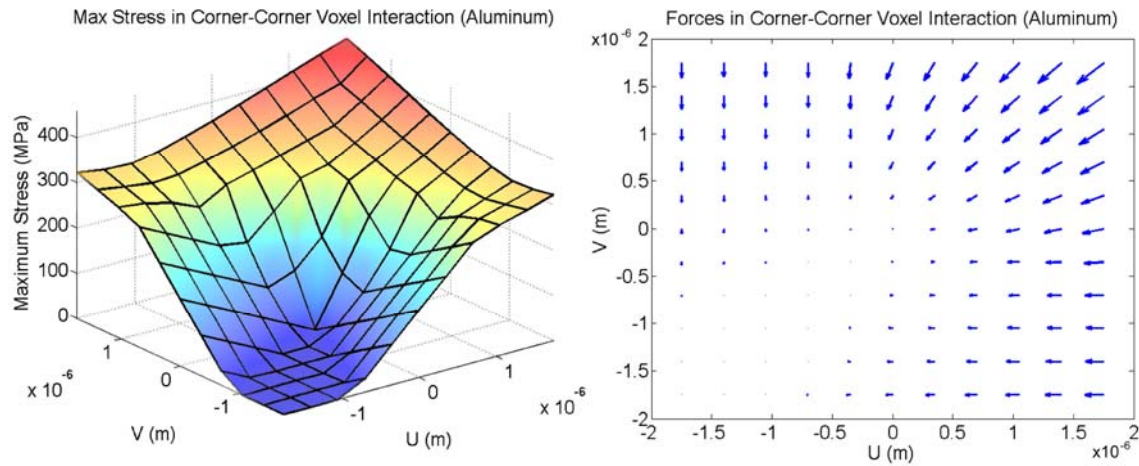 Max Stress in Corner-Corner Voxel Interaction (Aluminum)
Maximum Stress (MPa)
400
300
200
100
0
1
0
-1
x 10⁻⁶
V (m)
-1
0
1
x 10⁻⁶
U (m)
Forces in Corner-Corner Voxel Interaction (Aluminum)
x10⁻⁶
2
1.5
1
0.5
0
-0.5
-1
-1.5
-2
V (m)
-2
-1.5
-1
-0.5
0
0.5
1
1.5
2
U (m)
x10⁻⁶